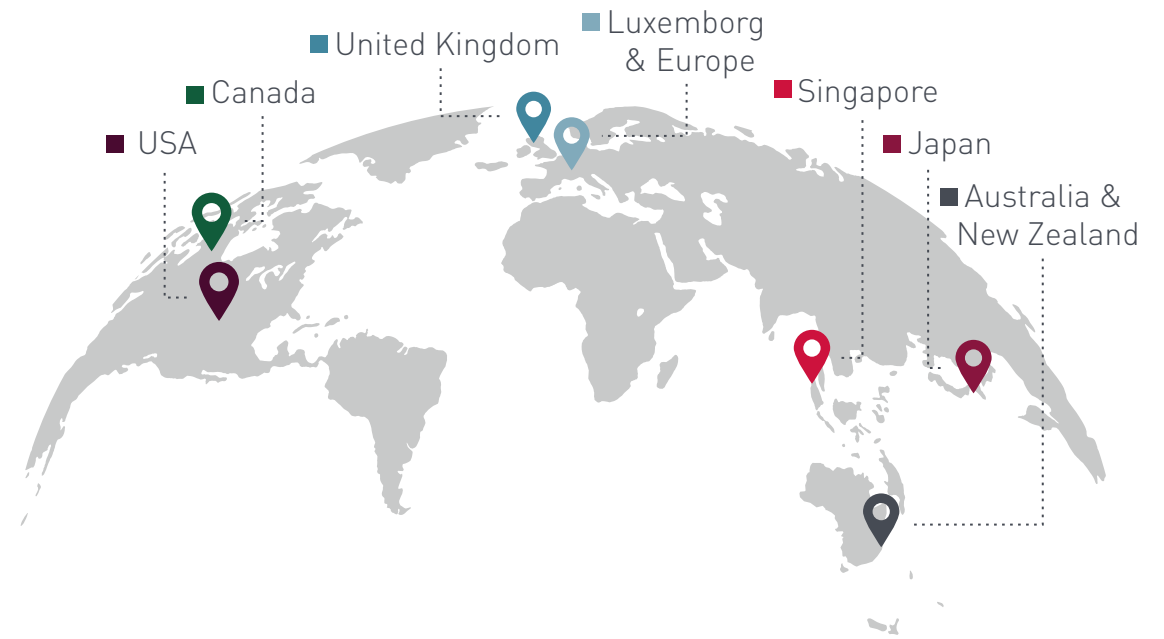 United Kingdom
Luxemborg
& Europe
Canada
Singapore
USA
Japan
Australia &
New Zealand